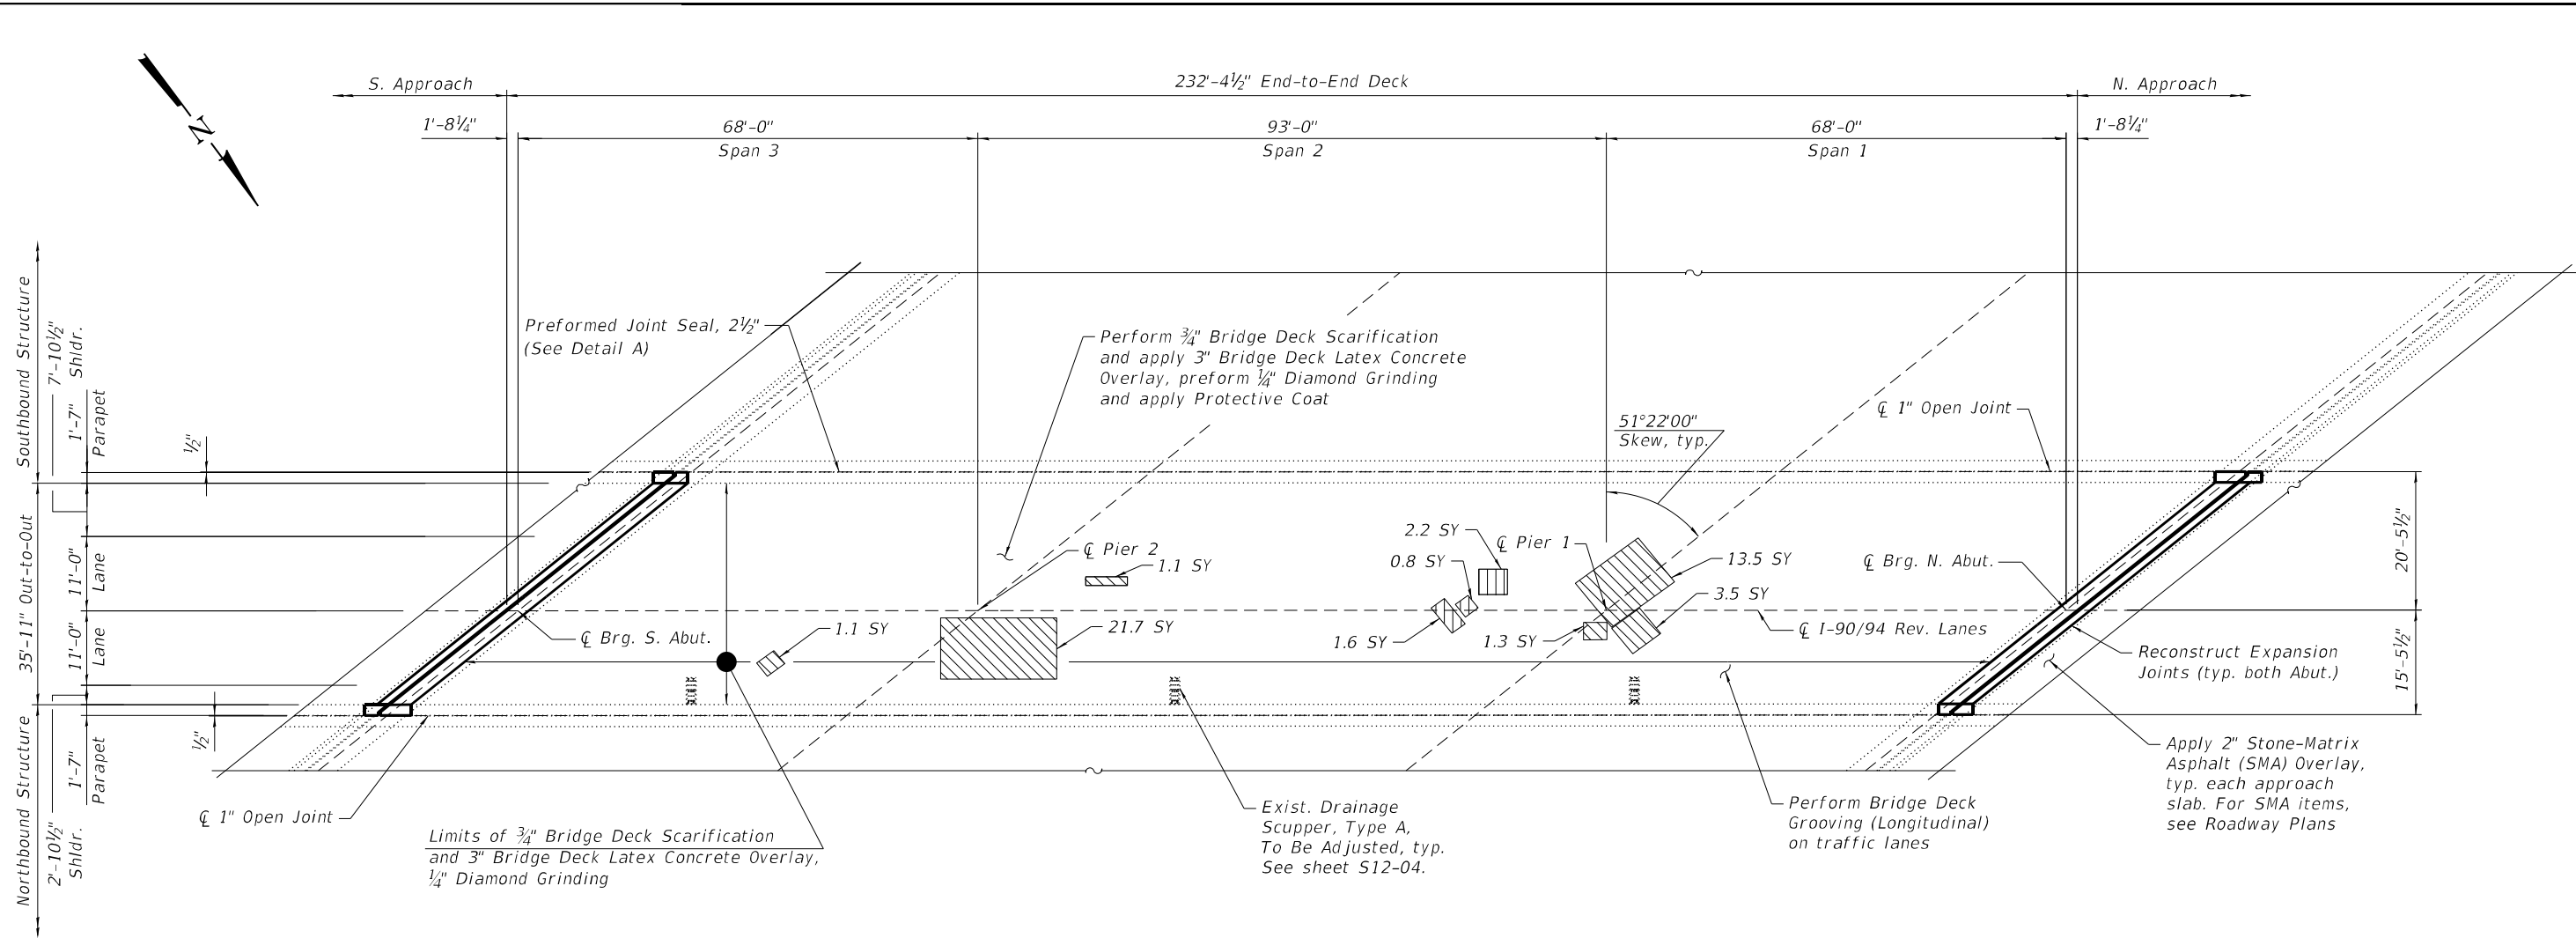 S. Approach
232'-4½" End-to-End Deck
N. Approach
1'-8¼"
68'-0"
Span 3
93'-0"
Span 2
68'-0"
Span 1
1'-8¼"
N
Southbound Structure
7'-10½"
Shldr.
1'-7"
Parapet
½"
35'-11" Out-to-Out
11'-0"
Lane
11'-0"
Lane
½"
Northbound Structure
2'-10½"
Shldr.
1'-7"
Parapet
Preformed Joint Seal, 2½"
(See Detail A)
Perform ¾" Bridge Deck Scarification
and apply 3" Bridge Deck Latex Concrete
Overlay, preform ¼" Diamond Grinding
and apply Protective Coat
51°22'00"
Skew, typ.
℄ 1" Open Joint
℄ Pier 2
1.1 SY
2.2 SY
℄ Pier 1
0.8 SY
13.5 SY
3.5 SY
℄ Brg. N. Abut.
20'-5½"
℄ Brg. S. Abut.
1.1 SY
21.7 SY
1.6 SY
1.3 SY
℄ I-90/94 Rev. Lanes
Reconstruct Expansion
Joints (typ. both Abut.)
15'-5½"
℄ 1" Open Joint
Limits of ¾" Bridge Deck Scarification
and 3" Bridge Deck Latex Concrete Overlay,
¼" Diamond Grinding
Exist. Drainage
Scupper, Type A,
To Be Adjusted, typ.
See sheet S12-04.
Perform Bridge Deck
Grooving (Longitudinal)
on traffic lanes
Apply 2" Stone-Matrix
Asphalt (SMA) Overlay,
typ. each approach
slab. For SMA items,
see Roadway Plans